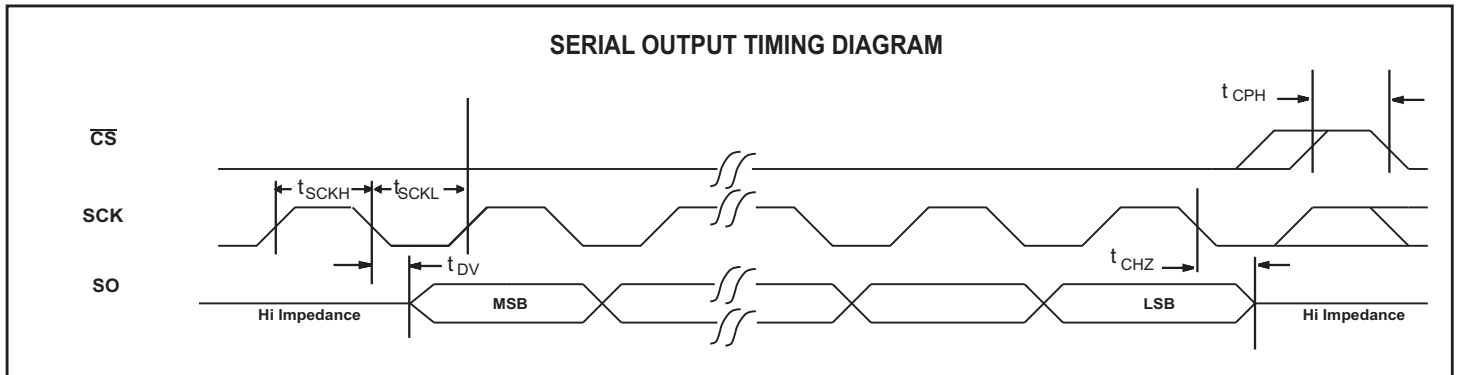 SERIAL OUTPUT TIMING DIAGRAM
t CPH
CS
t SCKH t SCKL
SCK
t DV t CHZ
SO
MSB LSB
Hi Impedance Hi Impedance